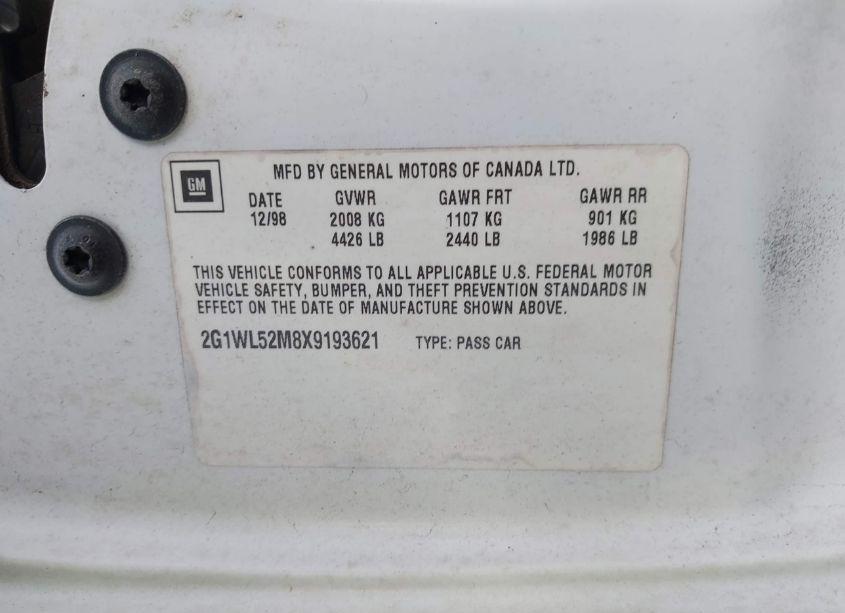 GM
MFD BY GENERAL MOTORS OF CANADA LTD.
DATE GVWR GAWR FRT GAWR RR
12/98 2008 KG 1107 KG 901 KG
4426 LB 2440 LB 1986 LB
THIS VEHICLE CONFORMS TO ALL APPLICABLE U.S. FEDERAL MOTOR
VEHICLE SAFETY, BUMPER, AND THEFT PREVENTION STANDARDS IN
EFFECT ON THE DATE OF MANUFACTURE SHOWN ABOVE.
2G1WL52M8X9193621 TYPE: PASS CAR